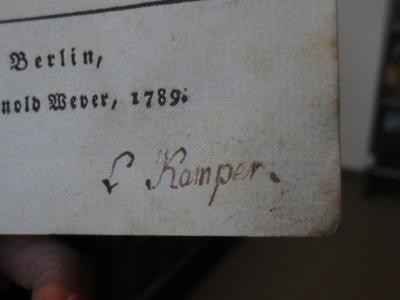 Berlin,
nold Wever, 1789.
L Kamper.